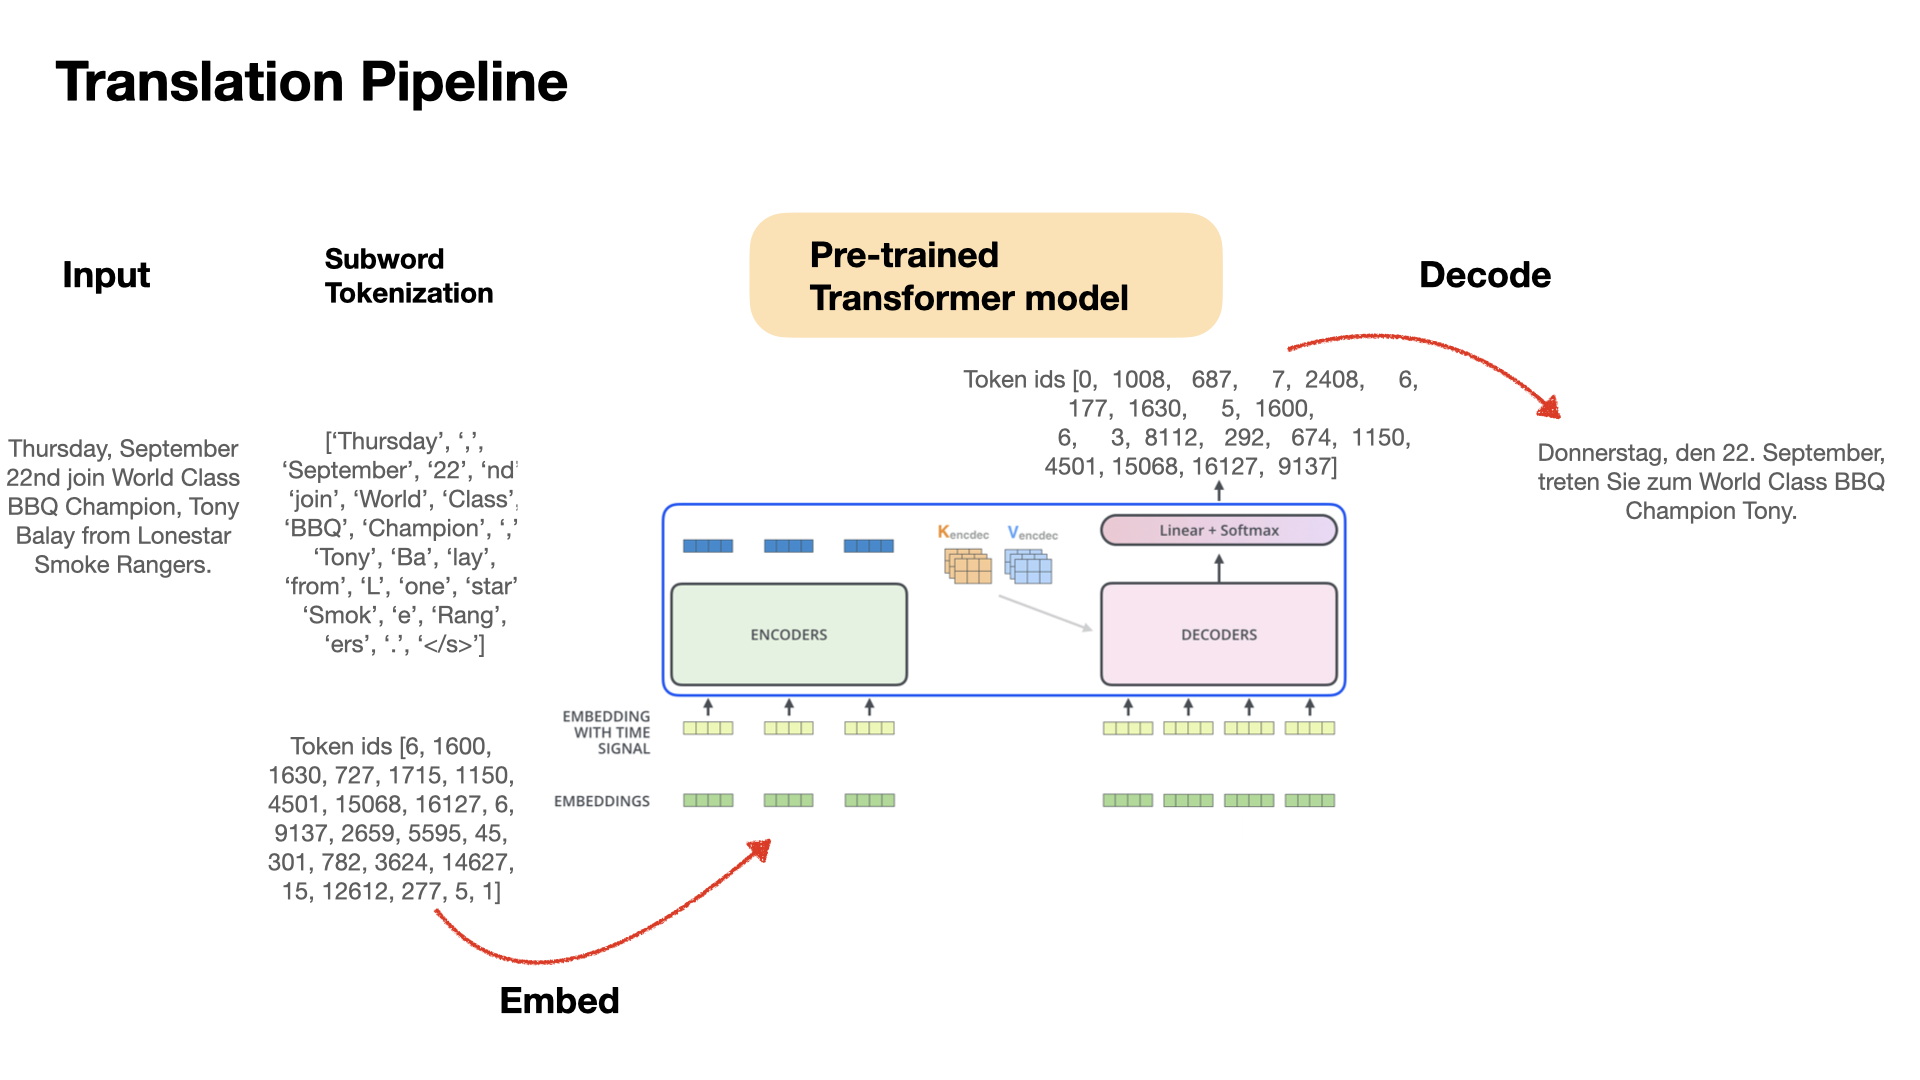 Translation Pipeline
Input
Subword
Tokenization
Pre-trained
Transformer model
Decode
Thursday, September
22nd join World Class
BBQ Champion, Tony
Balay from Lonestar
Smoke Rangers.
[‘Thursday’, ‘,’,
‘September’, ‘22’, ‘nd’
‘join’, ‘World’, ‘Class’,
‘BBQ’, ‘Champion’, ‘,’
‘Tony’, ‘Ba’, ‘lay’,
‘from’, ‘L’, ‘one’, ‘star’
‘Smok’, ‘e’, ‘Rang’,
‘ers’, ‘.’, ‘</s>’]
Token ids [6, 1600,
1630, 727, 1715, 1150,
4501, 15068, 16127, 6,
9137, 2659, 5595, 45,
301, 782, 3624, 14627,
15, 12612, 277, 5, 1]
Embed
Token ids [0, 1008, 687, 7, 2408, 6,
177, 1630, 5, 1600,
6, 3, 8112, 292, 674, 1150,
4501, 15068, 16127, 9137]
Kencdec Vencdec
Linear + Softmax
ENCODERS
DECODERS
EMBEDDING
WITH TIME
SIGNAL
EMBEDDINGS
Donnerstag, den 22. September,
treten Sie zum World Class BBQ
Champion Tony.